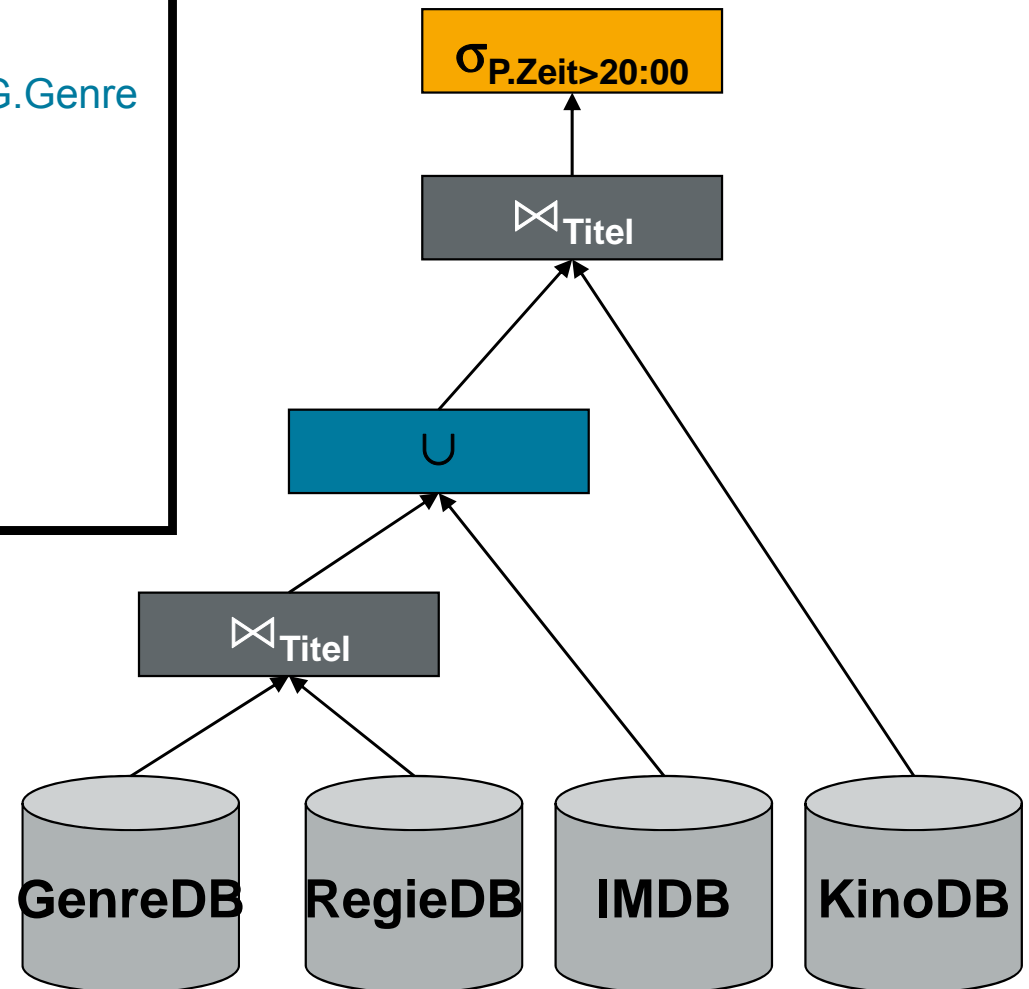 σP.Zeit>20:00
G.Genre
⋈Titel
∪
⋈Titel
GenreDB RegieDB IMDB KinoDB